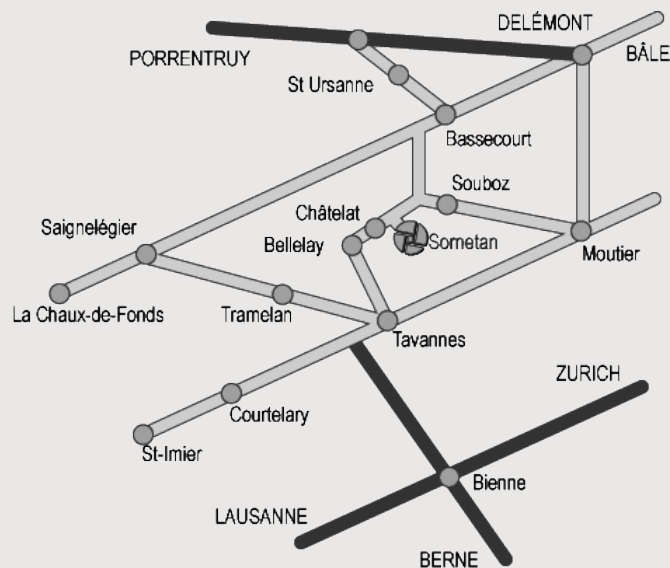 DELÉMONT
PORRENTRUY
BÂLE
St Ursanne
Bassecourt
Souboz
Châtelat
Saignelégier
Bellelay
Sornetan
Moutier
La Chaux-de-Fonds
Tramelan
Tavannes
ZURICH
Courtelary
St-Imier
Bienne
LAUSANNE
BERNE